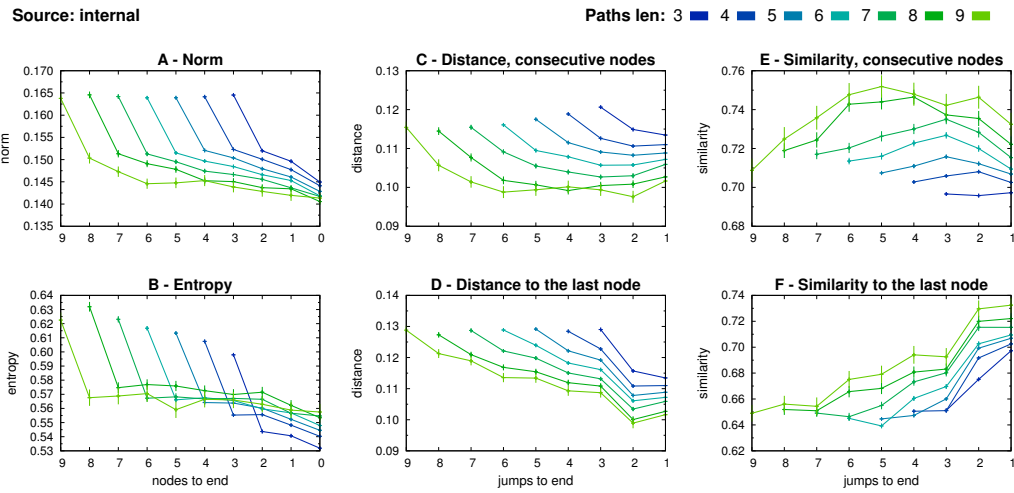 Source: internal
Paths len: 3 4 5 6 7 8 9
A - Norm
0.170
0.165
0.160
0.155
0.150
0.145
0.140
0.135
norm
9 8 7 6 5 4 3 2 1 0
C - Distance, consecutive nodes
0.13
0.12
0.11
0.10
0.09
distance
9 8 7 6 5 4 3 2 1
E - Similarity, consecutive nodes
0.76
0.74
0.72
0.70
0.68
similarity
9 8 7 6 5 4 3 2 1
B - Entropy
0.64
0.63
0.62
0.61
0.60
0.59
0.58
0.57
0.56
0.55
0.54
0.53
entropy
9 8 7 6 5 4 3 2 1 0
nodes to end
D - Distance to the last node
0.14
0.13
0.12
0.11
0.10
0.09
distance
9 8 7 6 5 4 3 2 1
jumps to end
F - Similarity to the last node
0.74
0.72
0.70
0.68
0.66
0.64
0.62
similarity
9 8 7 6 5 4 3 2 1
jumps to end